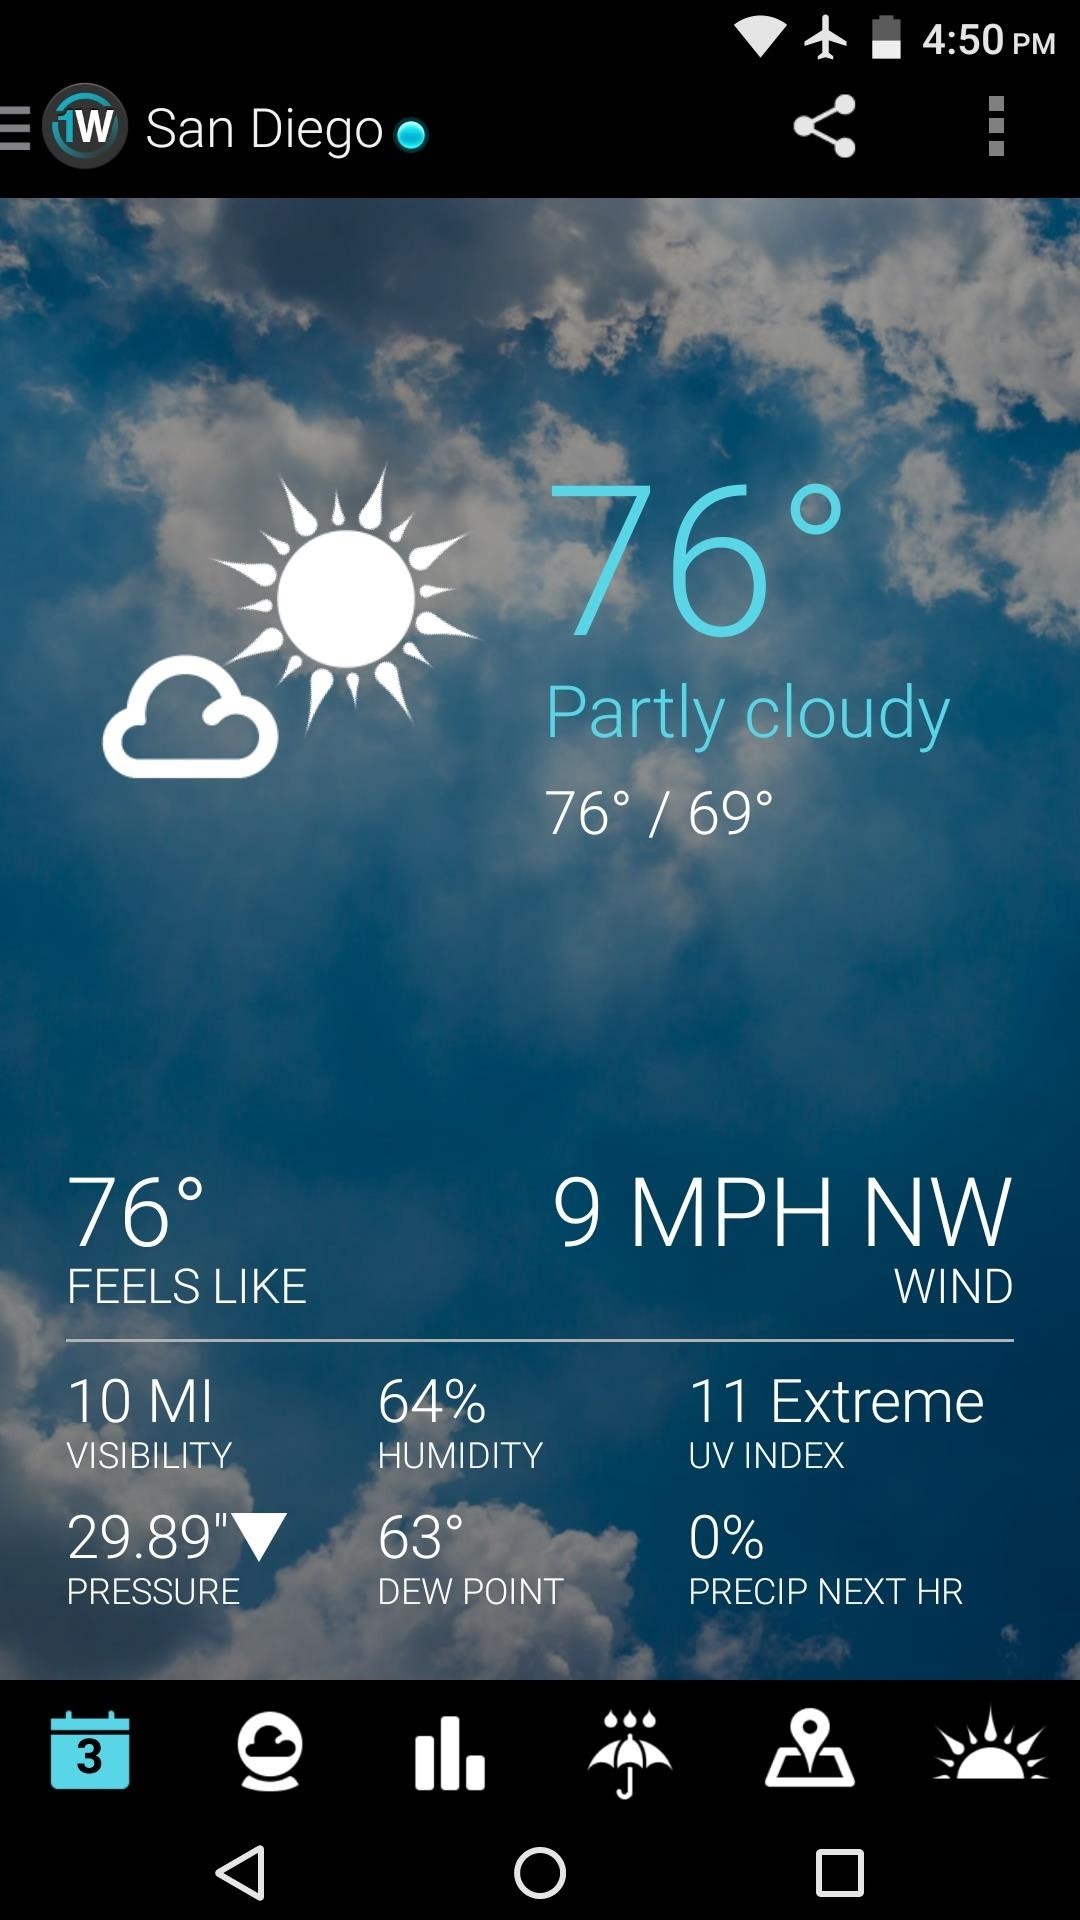 4:50 PM
1W San Diego
76°
Partly cloudy
76° / 69°
76° 9 MPH NW
FEELS LIKE WIND
10 MI 64% 11 Extreme
VISIBILITY HUMIDITY UV INDEX
29.89" 63° 0%
PRESSURE DEW POINT PRECIP NEXT HR
3